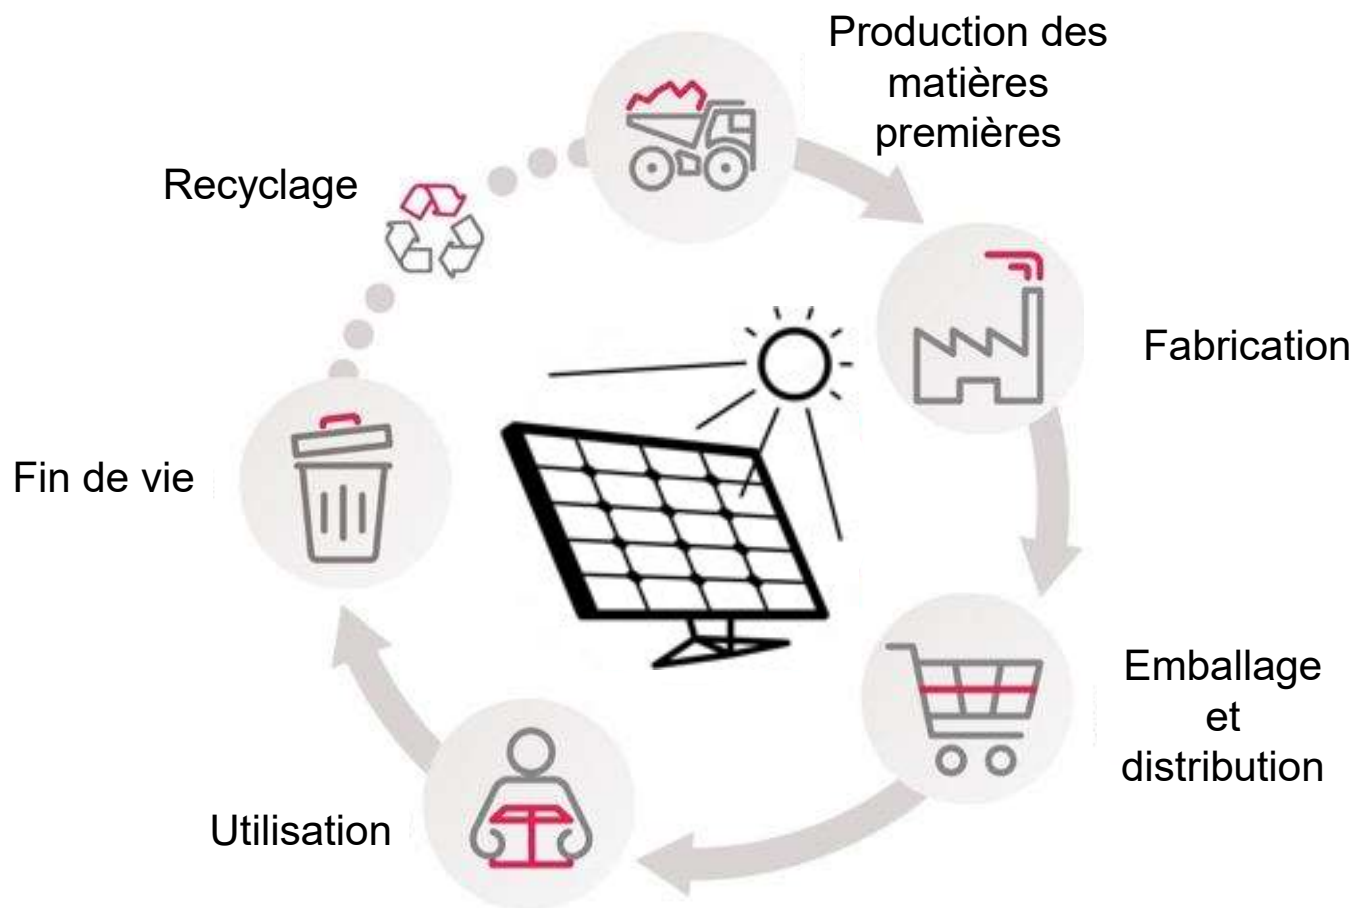 Production des
matières
premières
Recyclage
Fabrication
Fin de vie
Emballage
et
distribution
Utilisation